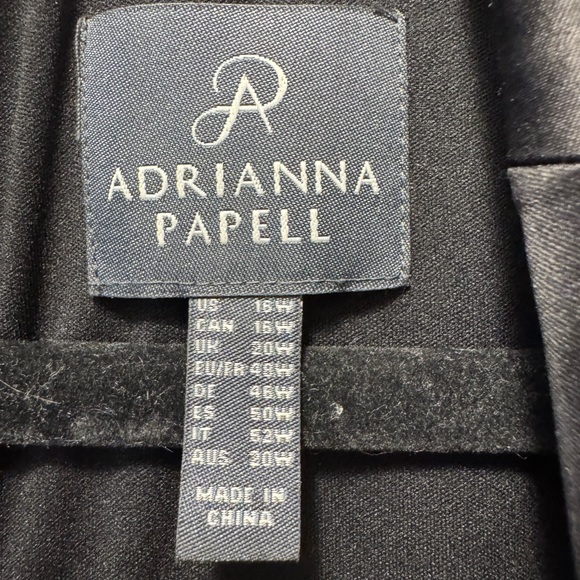 AP
ADRIANNA
PAPELL
US 16W
CAN 16W
UK 20W
EU/FR 48W
DE 46W
ES 50W
IT 52W
AUS 20W
MADE IN
CHINA